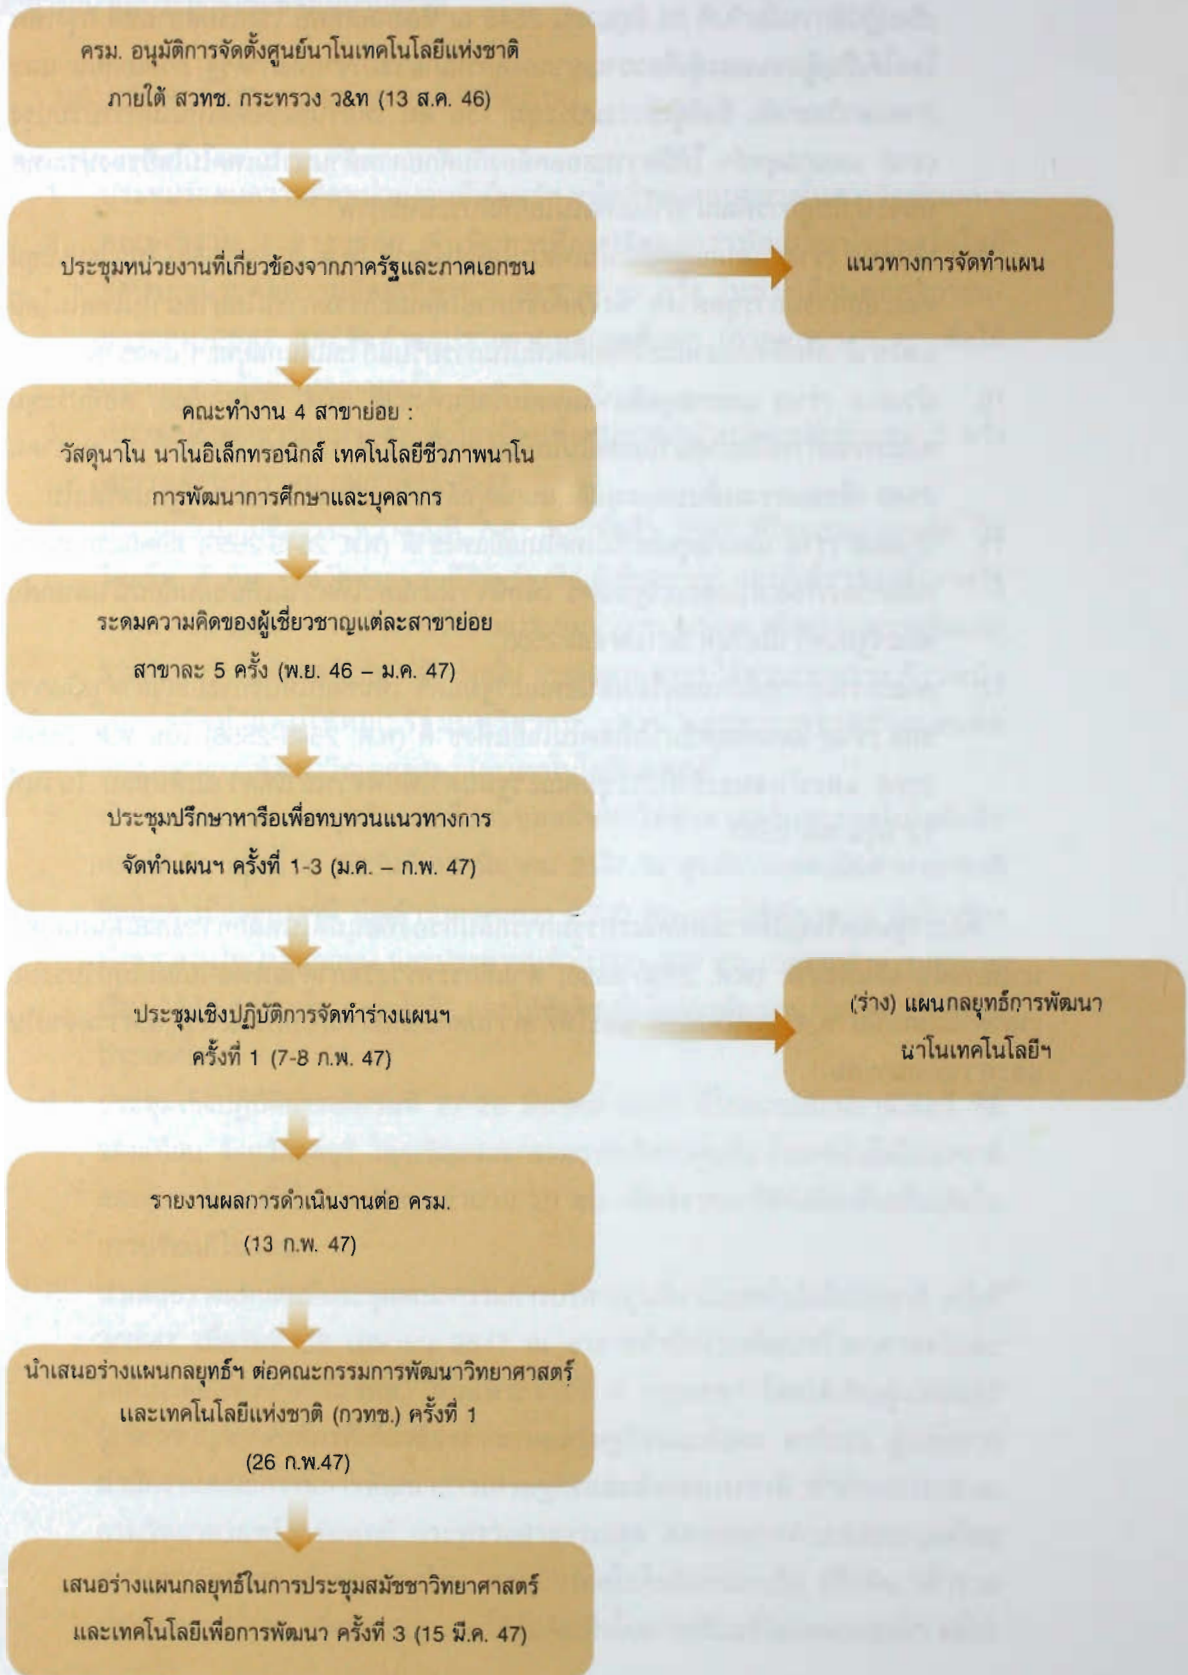 ครม. อนุมัติการจัดตั้งศูนย์นาโนเทคโนโลยีแห่งชาติ
ภายใต้ สวทช. กระทรวง ว&ท (13 ส.ค. 46)
ประชุมหน่วยงานที่เกี่ยวข้องจากภาครัฐและภาคเอกชน
แนวทางการจัดทำแผน
คณะทำงาน 4 สาขาย่อย :
วัสดุนาโน นาโนอิเล็กทรอนิกส์ เทคโนโลยีชีวภาพนาโน
การพัฒนาการศึกษาและบุคลากร
ระดมความคิดของผู้เชี่ยวชาญแต่ละสาขาย่อย
สาขาละ 5 ครั้ง (พ.ย. 46 – ม.ค. 47)
ประชุมปรึกษาหารือเพื่อทบทวนแนวทางการ
จัดทำแผนฯ ครั้งที่ 1-3 (ม.ค. – ก.พ. 47)
ประชุมเชิงปฏิบัติการจัดทำร่างแผนฯ
ครั้งที่ 1 (7-8 ก.พ. 47)
(ร่าง) แผนกลยุทธ์การพัฒนา
นาโนเทคโนโลยีฯ
รายงานผลการดำเนินงานต่อ ครม.
(13 ก.พ. 47)
นำเสนอร่างแผนกลยุทธ์ฯ ต่อคณะกรรมการพัฒนาวิทยาศาสตร์
และเทคโนโลยีแห่งชาติ (กวทช.) ครั้งที่ 1
(26 ก.พ.47)
เสนอร่างแผนกลยุทธ์ในการประชุมสมัชชาวิทยาศาสตร์
และเทคโนโลยีเพื่อการพัฒนา ครั้งที่ 3 (15 มี.ค. 47)